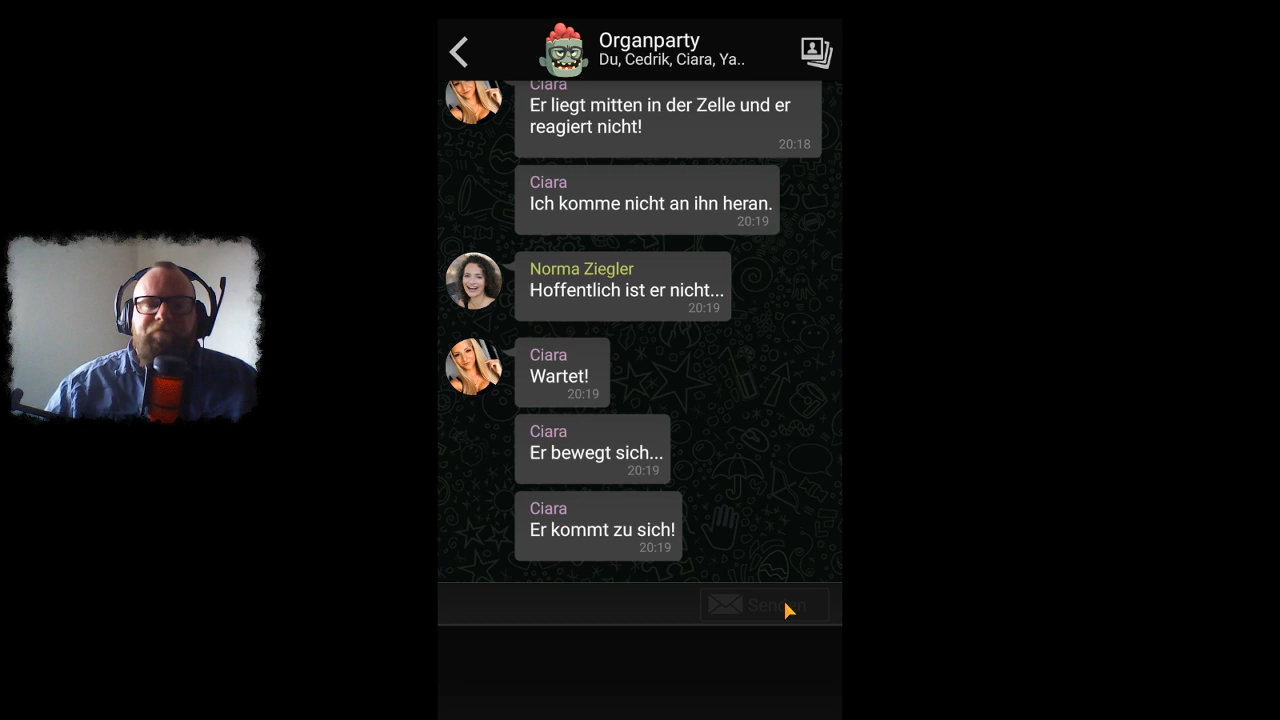 Organparty
Du, Cedrik, Ciara, Ya..
Ciara
Er liegt mitten in der Zelle und er
reagiert nicht!
20:18
Ciara
Ich komme nicht an ihn heran.
20:19
Norma Ziegler
Hoffentlich ist er nicht...
20:19
Ciara
Wartet!
20:19
Ciara
Er bewegt sich...
20:19
Ciara
Er kommt zu sich!
20:19
Senden